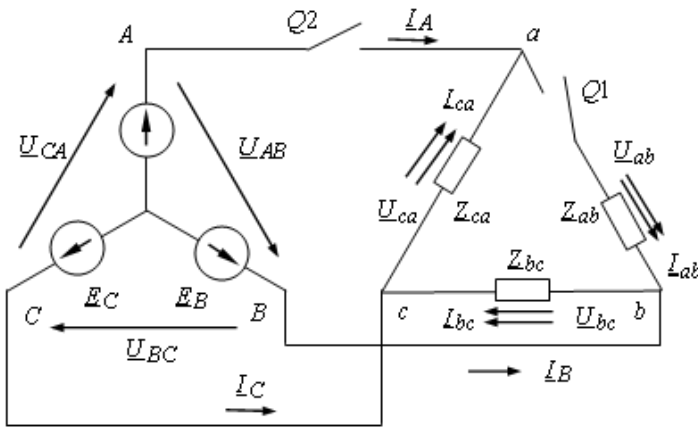 A
Q2
I_A
a
I_ca
Q1
U_CA
U_AB
U_ab
U_ca
Z_ca
Z_ab
Z_bc
I_ab
C
E_C
E_B
B
c
I_bc
U_bc
b
U_BC
I_C
I_B